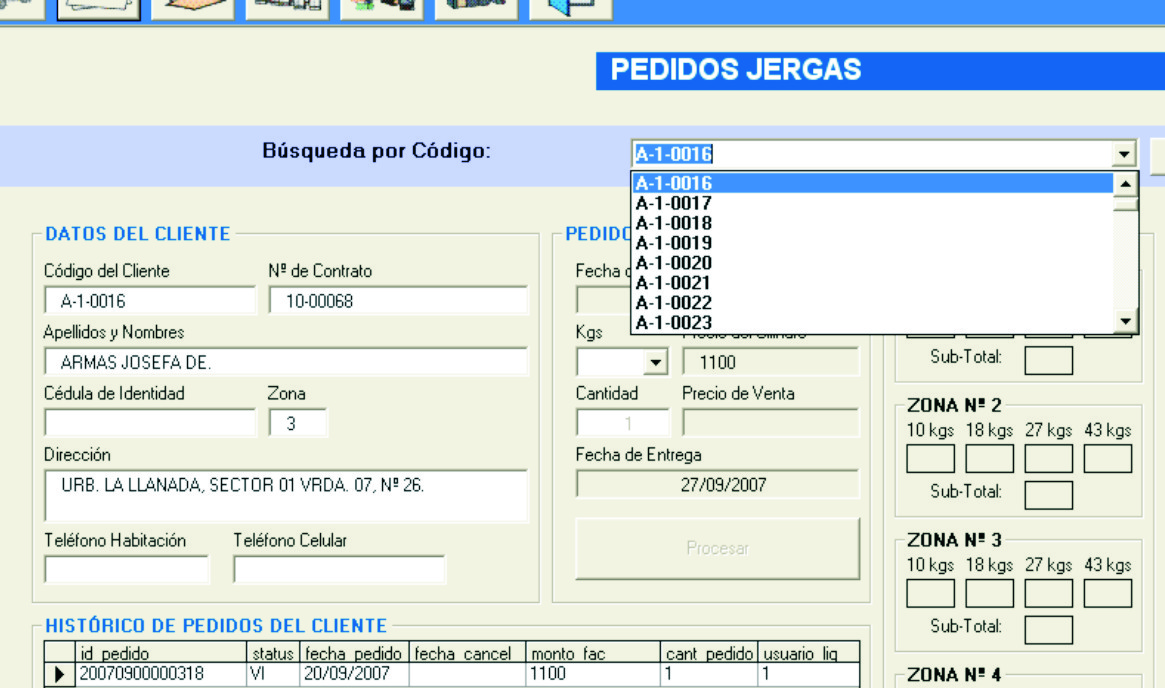 PEDIDOS JERGAS
Búsqueda por Código:
A-1-0016
A-1-0016
A-1-0017
A-1-0018
A-1-0019
A-1-0020
A-1-0021
A-1-0022
A-1-0023
DATOS DEL CLIENTE
Código del Cliente Nº de Contrato
A-1-0016 10-00068
Apellidos y Nombres
ARMAS JOSEFA DE.
Cédula de Identidad Zona
3
Dirección
URB. LA LLANADA, SECTOR 01 VRDA. 07, Nº 26.
Teléfono Habitación Teléfono Celular
Fecha
Kgs
1100
Cantidad Precio de Venta
1
Fecha de Entrega
27/09/2007
Procesar
Sub-Total:
ZONA Nº 2
10 kgs 18 kgs 27 kgs 43 kgs
Sub-Total:
ZONA Nº 3
10 kgs 18 kgs 27 kgs 43 kgs
Sub-Total:
ZONA Nº 4
HISTÓRICO DE PEDIDOS DEL CLIENTE
id_pedido status fecha_pedido fecha_cancel monto_fac cant_pedido usuario_liq
20070900000318 VI 20/09/2007 1100 1 1